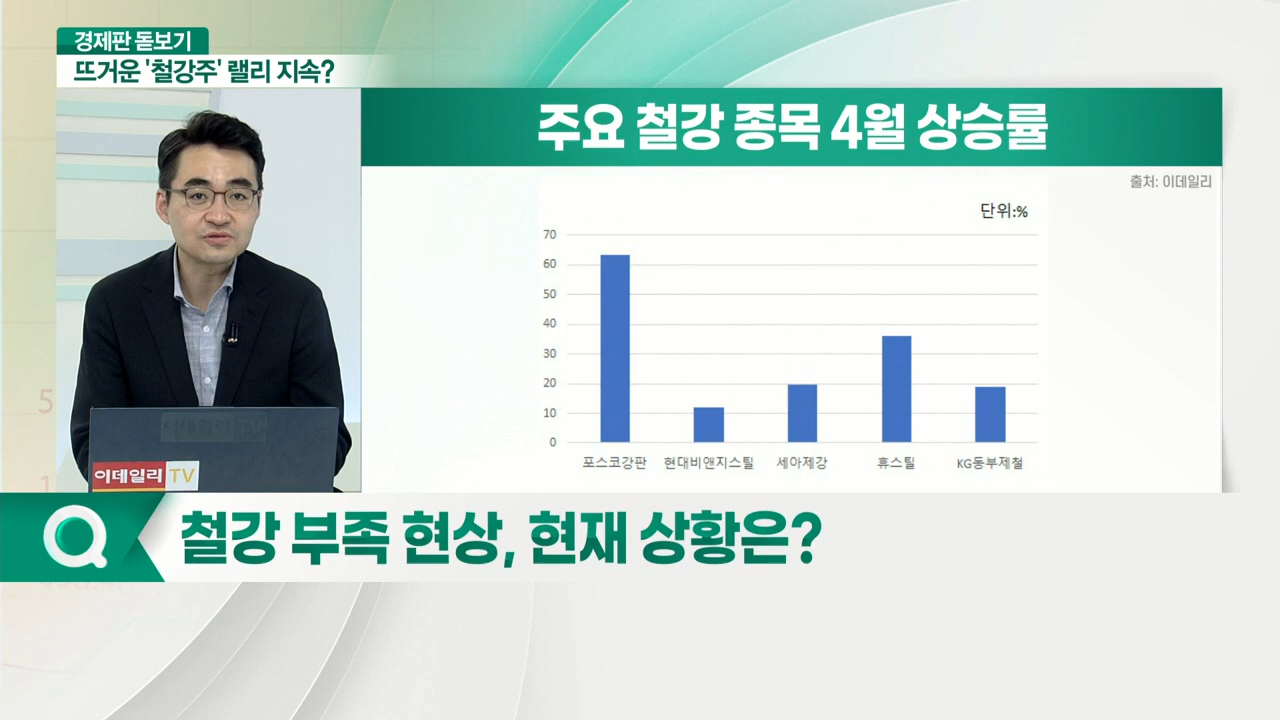 경제판 돋보기
뜨거운 '철강주' 랠리 지속?
주요 철강 종목 4월 상승률
출처: 이데일리
단위:%
70
60
50
40
30
20
10
0
포스코강판 현대비앤지스틸 세아제강 휴스틸 KG동부제철
이데일리 TV
Q 철강 부족 현상, 현재 상황은?
5
1